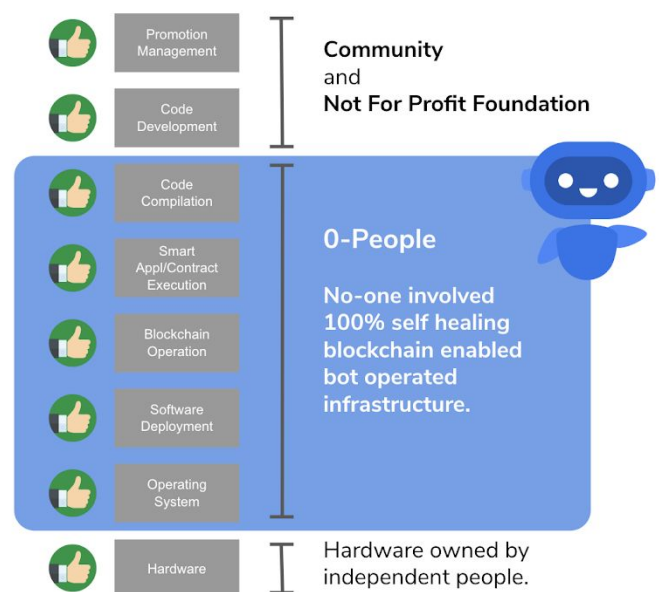 Promotion
Management
Code
Development
Community
and
Not For Profit Foundation
Code
Compilation
Smart
Appl/Contract
Execution
Blockchain
Operation
Software
Deployment
Operating
System
0-People
No-one involved
100% self healing
blockchain enabled
bot operated
infrastructure.
Hardware
Hardware owned by
independent people.